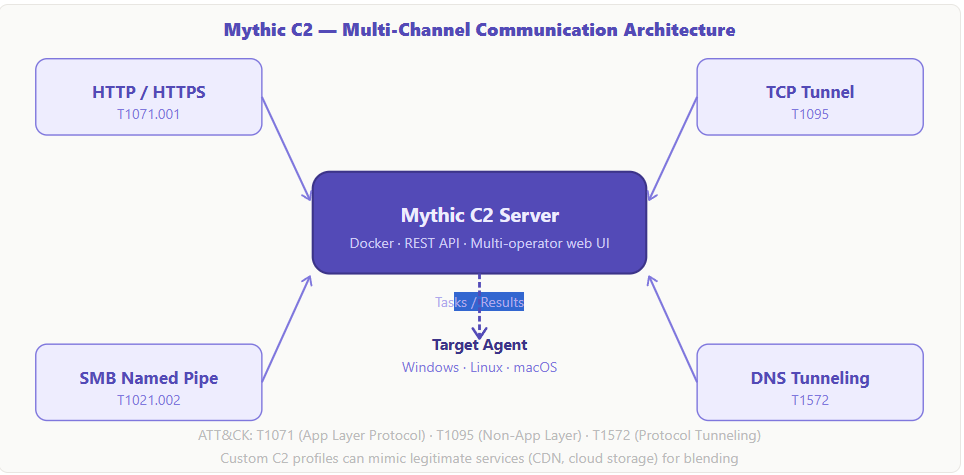 Mythic C2 — Multi-Channel Communication Architecture
HTTP / HTTPS
T1071.001
TCP Tunnel
T1095
Mythic C2 Server
Docker · REST API · Multi-operator web UI
Tasks / Results
Target Agent
Windows · Linux · macOS
SMB Named Pipe
T1021.002
DNS Tunneling
T1572
ATT&CK: T1071 (App Layer Protocol) · T1095 (Non-App Layer) · T1572 (Protocol Tunneling)
Custom C2 profiles can mimic legitimate services (CDN, cloud storage) for blending